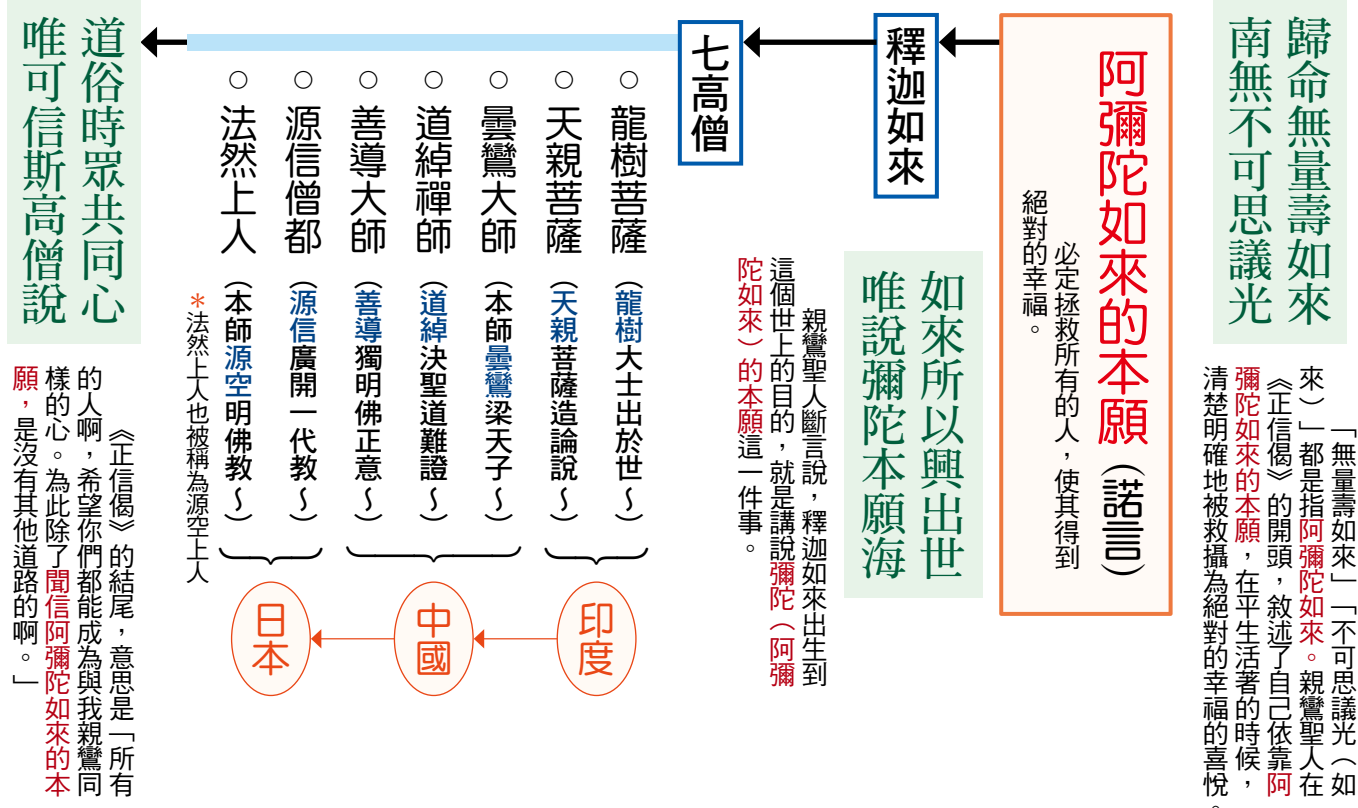 歸命無量壽如來
南無不可思議光
「無量壽如來」「不可思議光（如
來）」都是指阿彌陀如來。親鸞聖人在
《正信偈》的開頭，敘述了自己依靠阿
彌陀如來的本願，在平生活著的時候，
清楚明確地被救攝為絕對的幸福的喜悅。
阿彌陀如來的本願（諾言）
必定拯救所有的人，使其得到
絕對的幸福。
釋迦如來
如來所以興出世
唯說彌陀本願海
親鸞聖人斷言說，釋迦如來出生到
這個世上的目的，就是講說彌陀（阿彌
陀如來）的本願這一件事。
七高僧
○ 龍樹菩薩（龍樹大士出於世～）
○ 天親菩薩（天親菩薩造論說～）
○ 曇鸞大師（本師曇鸞梁天子～）
○ 道綽禪師（道綽決聖道難證～）
○ 善導大師（善導獨明佛正意～）
○ 源信僧都（源信廣開一代教～）
○ 法然上人（本師源空明佛教～）
＊法然上人也被稱為源空上人
印度
中國
日本
道俗時眾共同心
唯可信斯高僧說
《正信偈》的結尾，意思是「所有
的人啊，希望你們都能成為與我親鸞同
樣的心。為此除了聞信阿彌陀如來的本
願，是沒有其他道路的啊。」